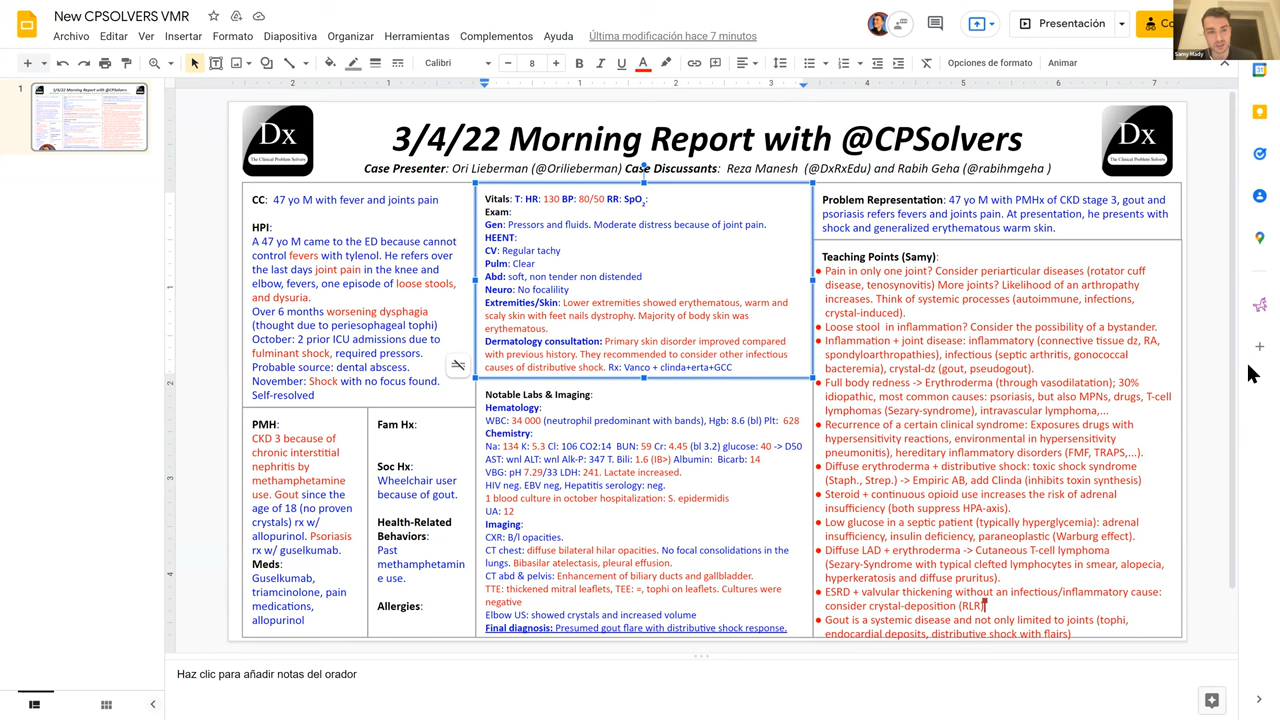 New CPSOLVERS VMR
Archivo Editar Ver Insertar Formato Diapositiva Organizar Herramientas Complementos Ayuda Última modificación hace 7 minutos
Presentación
Co
Samy Mady
Calibri
8
Opciones de formato
Animar
1
Dx
The Clinical Problem Solvers
3/4/22 Morning Report with @CPSolvers
Case Presenter: Ori Lieberman (@Orilieberman) Case Discussants: Reza Manesh (@DxRxEdu) and Rabih Geha (@rabihmgeha )
Dx
The Clinical Problem Solvers
CC: 47 yo M with fever and joints pain
HPI:
A 47 yo M came to the ED because cannot
control fevers with tylenol. He refers over
the last days joint pain in the knee and
elbow, fevers, one episode of loose stools,
and dysuria.
Over 6 months worsening dysphagia
(thought due to periesophageal tophi)
October: 2 prior ICU admissions due to
fulminant shock, required pressors.
Probable source: dental abscess.
November: Shock with no focus found.
Self-resolved
PMH:
CKD 3 because of
chronic interstitial
nephritis by
methamphetamine
use. Gout since the
age of 18 (no proven
crystals) rx w/
allopurinol. Psoriasis
rx w/ guselkumab.
Meds:
Guselkumab,
triamcinolone, pain
medications,
allopurinol
Fam Hx:
Soc Hx:
Wheelchair user
because of gout.
Health-Related
Behaviors:
Past
methamphetamin
e use.
Allergies:
Vitals: T: HR: 130 BP: 80/50 RR: SpO2:
Exam:
Gen: Pressors and fluids. Moderate distress because of joint pain.
HEENT:
CV: Regular tachy
Pulm: Clear
Abd: soft, non tender non distended
Neuro: No focality
Extremities/Skin: Lower extremities showed erythematous, warm and
scaly skin with feet nails dystrophy. Majority of body skin was
erythematous.
Dermatology consultation: Primary skin disorder improved compared
with previous history. They recommended to consider other infectious
causes of distributive shock. Rx: Vanco + clinda+erta+GCC
Notable Labs & Imaging:
Hematology:
WBC: 34 000 (neutrophil predominant with bands), Hgb: 8.6 (bl) Plt: 628
Chemistry:
Na: 134 K: 5.3 Cl: 106 CO2:14 BUN: 59 Cr: 4.45 (bl 3.2) glucose: 40 -> D50
AST: wnl ALT: wnl Alk-P: 347 T. Bili: 1.6 (IB>) Albumin: Bicarb: 14
VBG: pH 7.29/33 LDH: 241. Lactate increased.
HIV neg. EBV neg, Hepatitis serology: neg.
1 blood culture in october hospitalization: S. epidermidis
UA: 12
Imaging:
CXR: B/l opacities.
CT chest: diffuse bilateral hilar opacities. No focal consolidations in the
lungs. Bibasilar atelectasis, pleural effusion.
CT abd & pelvis: Enhancement of biliary ducts and gallbladder.
TTE: thickened mitral leaflets, TEE: =, tophi on leaflets. Cultures were
negative
Elbow US: showed crystals and increased volume
Final diagnosis: Presumed gout flare with distributive shock response.
Problem Representation: 47 yo M with PMHx of CKD stage 3, gout and
psoriasis refers fevers and joints pain. At presentation, he presents with
shock and generalized erythematous warm skin.
Teaching Points (Samy):
Pain in only one joint? Consider periarticular diseases (rotator cuff
disease, tenosynovitis) More joints? Likelihood of an arthropathy
increases. Think of systemic processes (autoimmune, infections,
crystal-induced).
Loose stool in inflammation? Consider the possibility of a bystander.
Inflammation + joint disease: inflammatory (connective tissue dz, RA,
spondyloarthropathies), infectious (septic arthritis, gonococcal
bacteremia), crystal-dz (gout, pseudogout).
Full body redness -> Erythroderma (through vasodilatation); 30%
idiopathic, most common causes: psoriasis, but also MPNs, drugs, T-cell
lymphomas (Sezary-syndrome), intravascular lymphoma,...
Recurrence of a certain clinical syndrome: Exposures drugs with
hypersensitivity reactions, environmental in hypersensitivity
pneumonitis), hereditary inflammatory disorders (FMF, TRAPS,...).
Diffuse erythroderma + distributive shock: toxic shock syndrome
(Staph., Strep.) -> Empiric AB, add Clinda (inhibits toxin synthesis)
Steroid + continuous opioid use increases the risk of adrenal
insufficiency (both suppress HPA-axis).
Low glucose in a septic patient (typically hyperglycemia): adrenal
insufficiency, insulin deficiency, paraneoplastic (Warburg effect).
Diffuse LAD + erythroderma -> Cutaneous T-cell lymphoma
(Sezary-Syndrome with typical clefted lymphocytes in smear, alopecia,
hyperkeratosis and diffuse pruritus).
ESRD + valvular thickening without an infectious/inflammatory cause:
consider crystal-deposition (RLR)
Gout is a systemic disease and not only limited to joints (tophi,
endocardial deposits, distributive shock with flairs)
Haz clic para añadir notas del orador